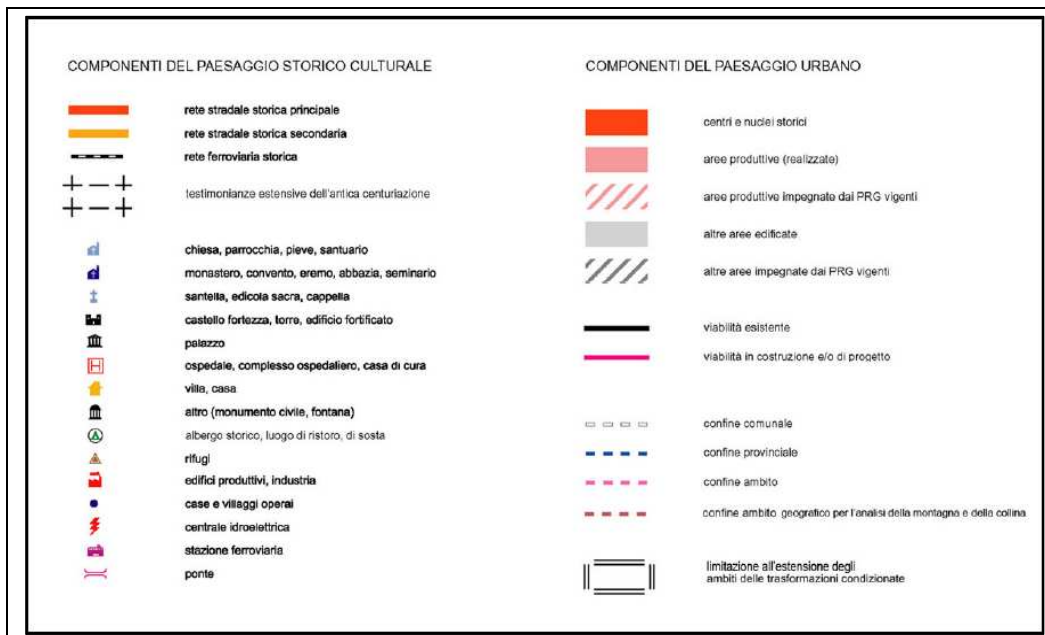 COMPONENTI DEL PAESAGGIO STORICO CULTURALE
rete stradale storica principale
rete stradale storica secondaria
rete ferroviaria storica
testimonianze estensive dell'antica centuriazione
chiesa, parrocchia, pieve, santuario
monastero, convento, eremo, abbazia, seminario
santella, edicola sacra, cappella
castello fortezza, torre, edificio fortificato
palazzo
ospedale, complesso ospedaliero, casa di cura
villa, casa
altro (monumento civile, fontana)
albergo storico, luogo di ristoro, di sosta
rifugi
edifici produttivi, industria
case e villaggi operai
centrale idroelettrica
stazione ferroviaria
ponte
COMPONENTI DEL PAESAGGIO URBANO
centri e nuclei storici
aree produttive (realizzate)
aree produttive impegnate dai PRG vigenti
altre aree edificate
altre aree impegnate dai PRG vigenti
viabilità esistente
viabilità in costruzione e/o di progetto
confine comunale
confine provinciale
confine ambito
confine ambito geografico per l'analisi della montagna e della collina
limitazione all'estensione degli
ambiti delle trasformazioni condizionate